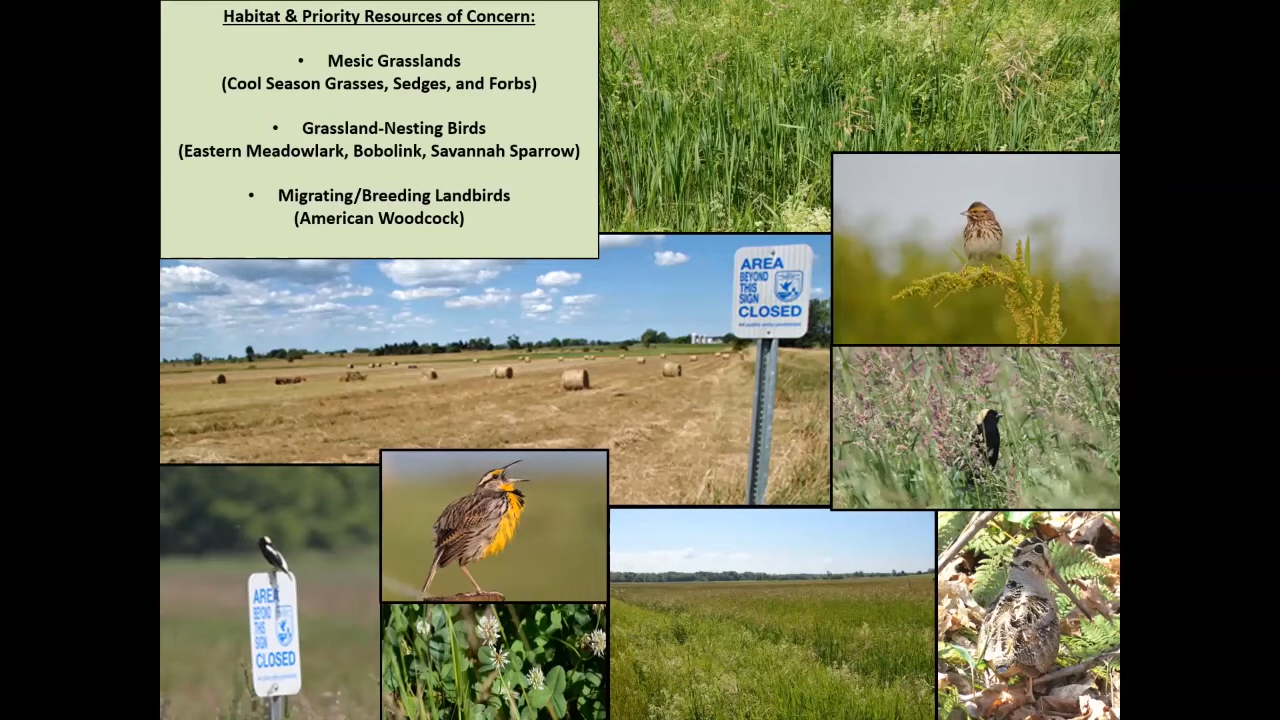 Habitat & Priority Resources of Concern:
• Mesic Grasslands
(Cool Season Grasses, Sedges, and Forbs)
• Grassland-Nesting Birds
(Eastern Meadowlark, Bobolink, Savannah Sparrow)
• Migrating/Breeding Landbirds
(American Woodcock)
AREA
BEYOND
THIS
SIGN
CLOSED
AREA
BEYOND
THIS
SIGN
CLOSED